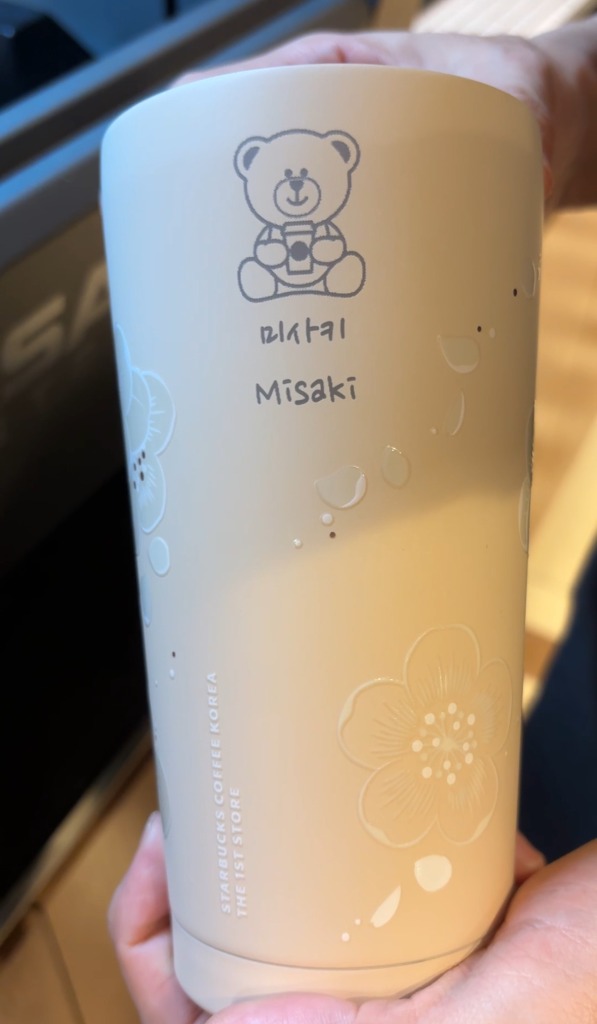 미사키
Misaki
STARBUCKS COFFEE KOREA
THE 1ST STORE